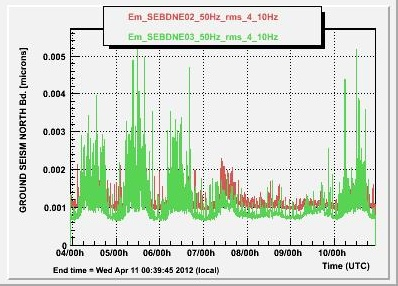 Em_SEBDNE02_50Hz_rms_4_10Hz
Em_SEBDNE03_50Hz_rms_4_10Hz
GROUND SEISM NORTH Bd. [microns]
0.005
0.004
0.003
0.002
0.001
0
04/00h 05/00h 06/00h 07/00h 08/00h 09/00h 10/00h
Time (UTC)
End time = Wed Apr 11 00:39:45 2012 (local)